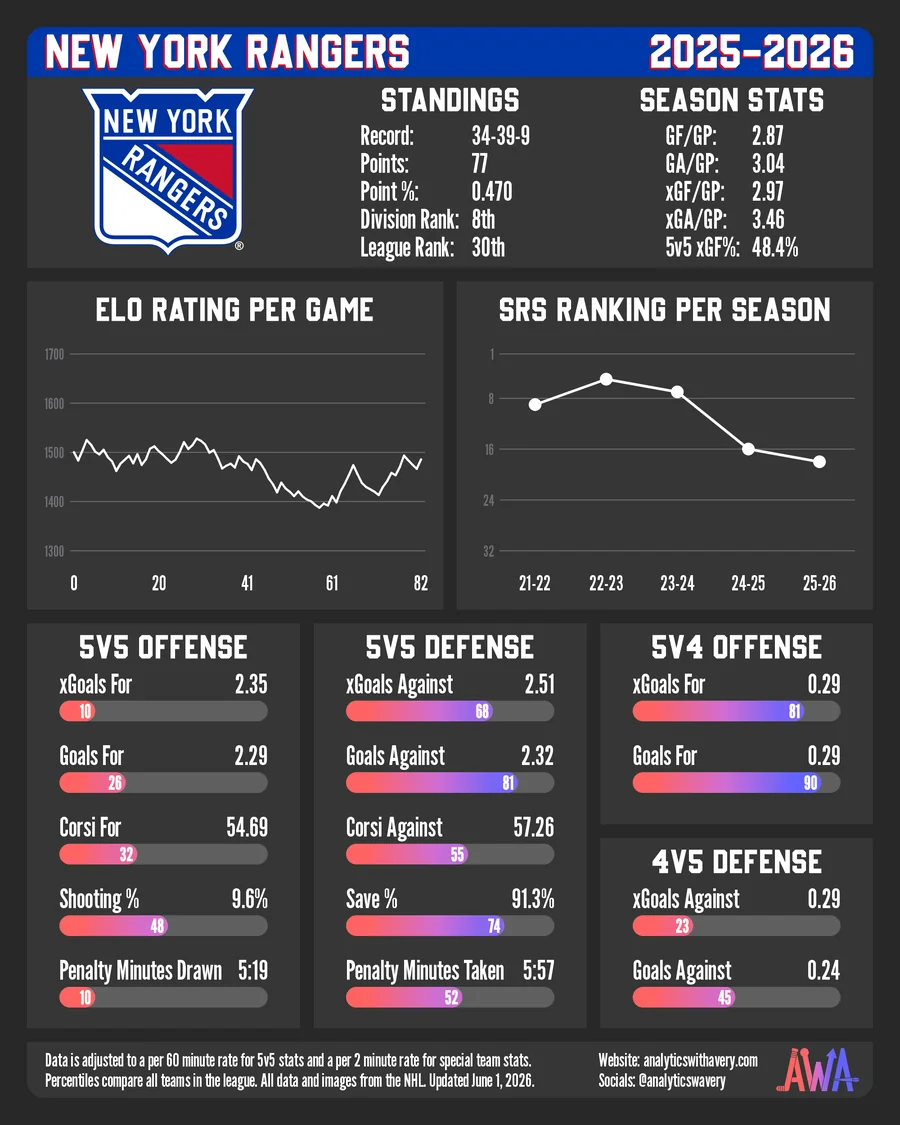 NEW YORK RANGERS 2025-2026
NEW YORK
RANGERS
®
STANDINGS
Record: 34-39-9
Points: 77
Point %: 0.470
Division Rank: 8th
League Rank: 30th
SEASON STATS
GF/GP: 2.87
GA/GP: 3.04
xGF/GP: 2.97
xGA/GP: 3.46
5v5 xGF%: 48.4%
ELO RATING PER GAME
1700
1600
1500
1400
1300
0 20 41 61 82
SRS RANKING PER SEASON
1
8
16
24
32
21-22 22-23 23-24 24-25 25-26
5V5 OFFENSE
xGoals For 2.35
10
Goals For 2.29
26
Corsi For 54.69
32
Shooting % 9.6%
48
Penalty Minutes Drawn 5:19
10
5V5 DEFENSE
xGoals Against 2.51
68
Goals Against 2.32
81
Corsi Against 57.26
55
Save % 91.3%
74
Penalty Minutes Taken 5:57
52
5V4 OFFENSE
xGoals For 0.29
81
Goals For 0.29
90
4V5 DEFENSE
xGoals Against 0.29
23
Goals Against 0.24
45
Data is adjusted to a per 60 minute rate for 5v5 stats and a per 2 minute rate for special team stats.
Percentiles compare all teams in the league. All data and images from the NHL. Updated June 1, 2026.
Website: analyticswithavery.com
Socials: @analyticswavery
AWA